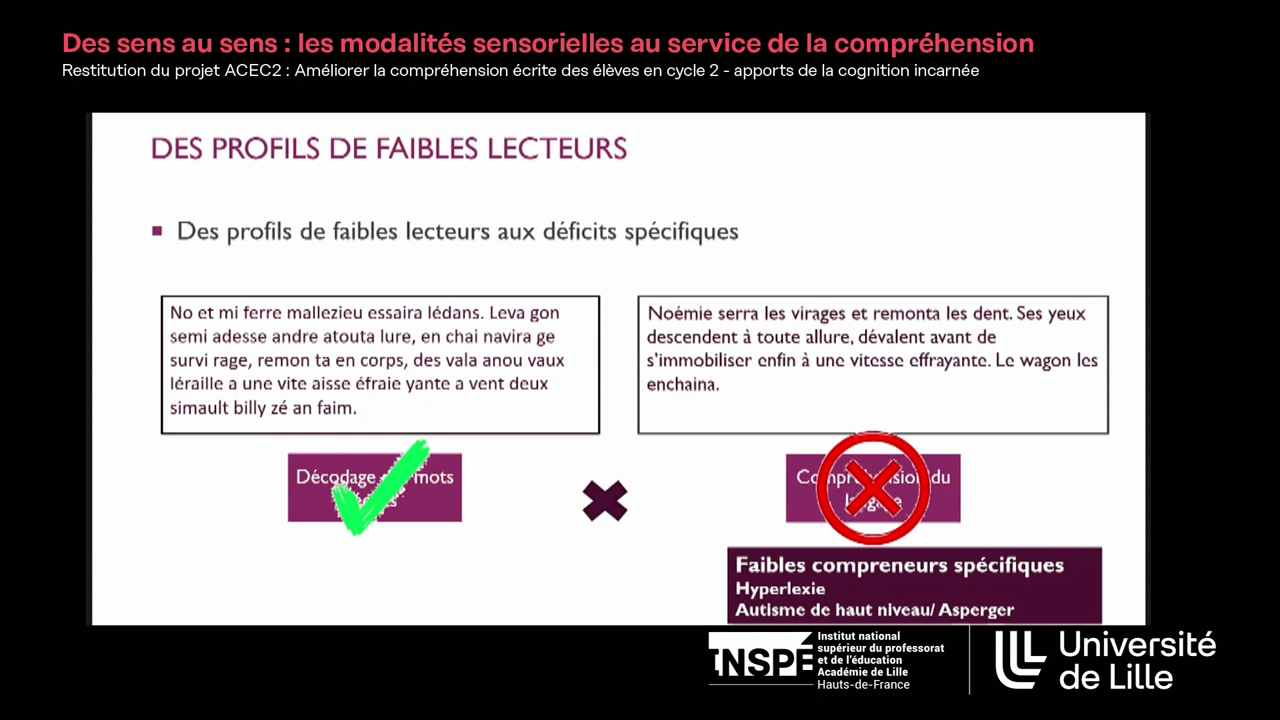 Des sens au sens : les modalités sensorielles au service de la compréhension
Restitution du projet ACEC2 : Améliorer la compréhension écrite des élèves en cycle 2 - apports de la cognition incarnée
DES PROFILS DE FAIBLES LECTEURS
Des profils de faibles lecteurs aux déficits spécifiques
No et mi ferre mallezieu essaira lédans. Leva gon
semi adesse andre atouta lure, en chai navira ge
survi rage, remon ta en corps, des vala anou vaux
léraille a une vite aisse éfraie yante a vent deux
simault billy zé an faim.
Noémie serra les virages et remonta les dent. Ses yeux
descendent à toute allure, dévalent avant de
s'immobiliser enfin à une vitesse effrayante. Le wagon les
enchaina.
Décodage mots
du
Faibles compreneurs spécifiques
Hyperlexie
Autisme de haut niveau/ Asperger
INSPÉ
Institut national
supérieur du professorat
et de l'éducation
Académie de Lille
Hauts-de-France
Université
de Lille